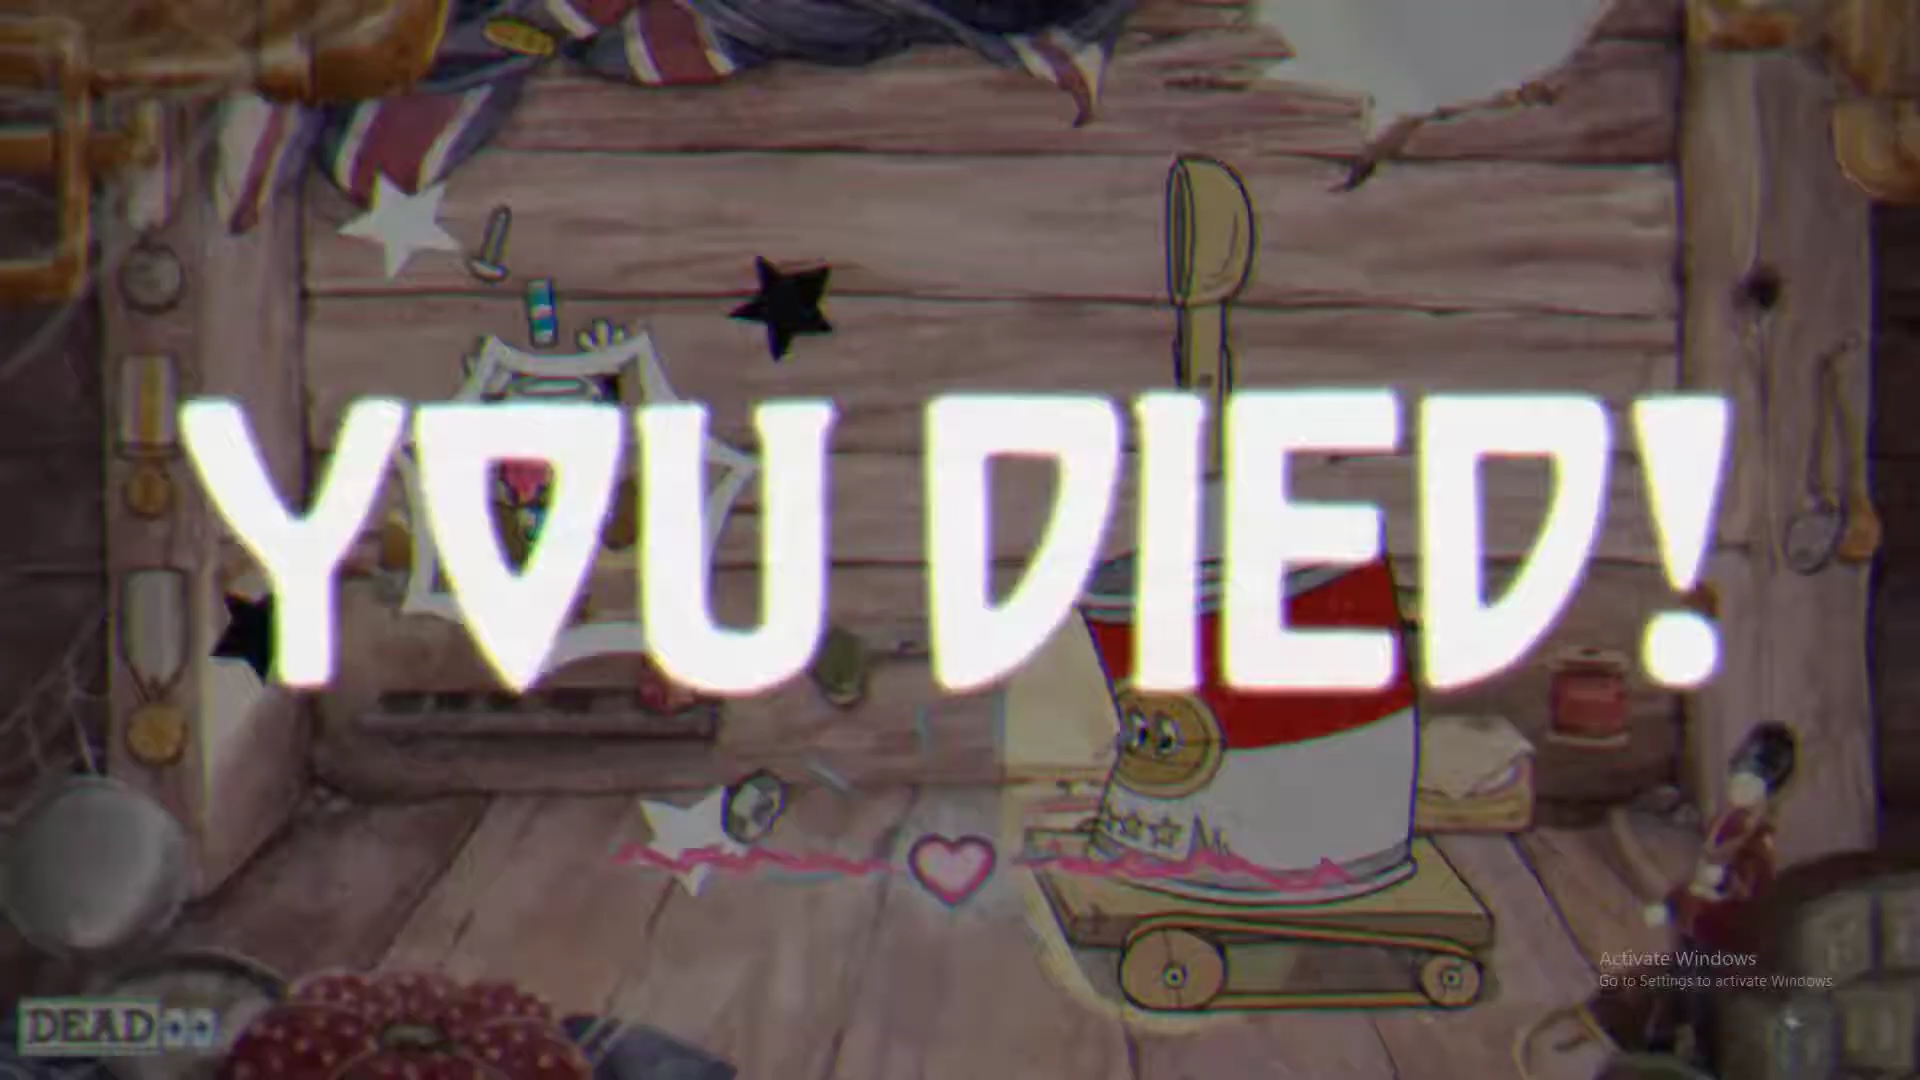 YOU DIED!
Activate Windows
Go to Settings to activate Windows.
DEAD